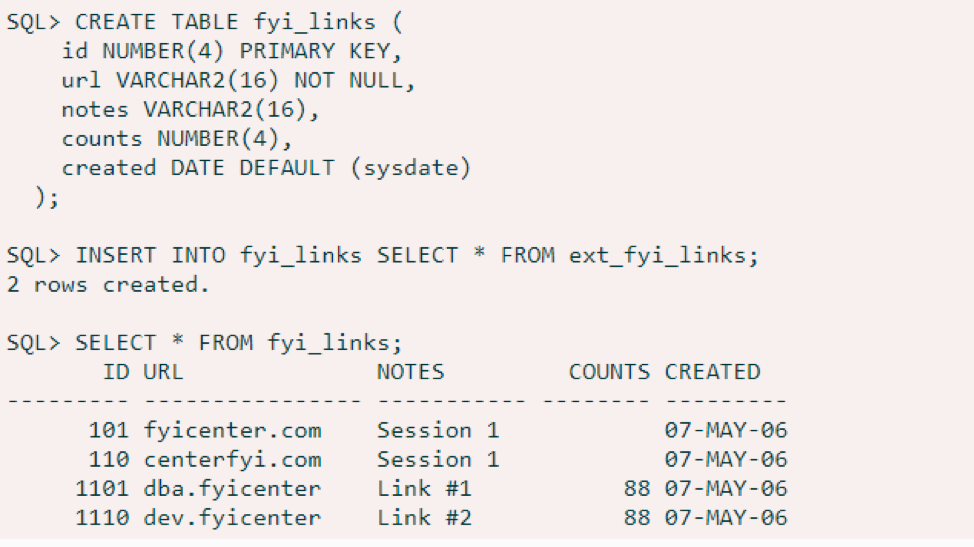 SQL> CREATE TABLE fyi_links (
id NUMBER(4) PRIMARY KEY,
url VARCHAR2(16) NOT NULL,
notes VARCHAR2(16),
counts NUMBER(4),
created DATE DEFAULT (sysdate)
);
SQL> INSERT INTO fyi_links SELECT * FROM ext_fyi_links;
2 rows created.
SQL> SELECT * FROM fyi_links;
ID URL NOTES COUNTS CREATED
--------- ---------------- ----------- -------- ---------
101 fyicenter.com Session 1 07-MAY-06
110 centerfyi.com Session 1 07-MAY-06
1101 dba.fyicenter Link #1 88 07-MAY-06
1110 dev.fyicenter Link #2 88 07-MAY-06